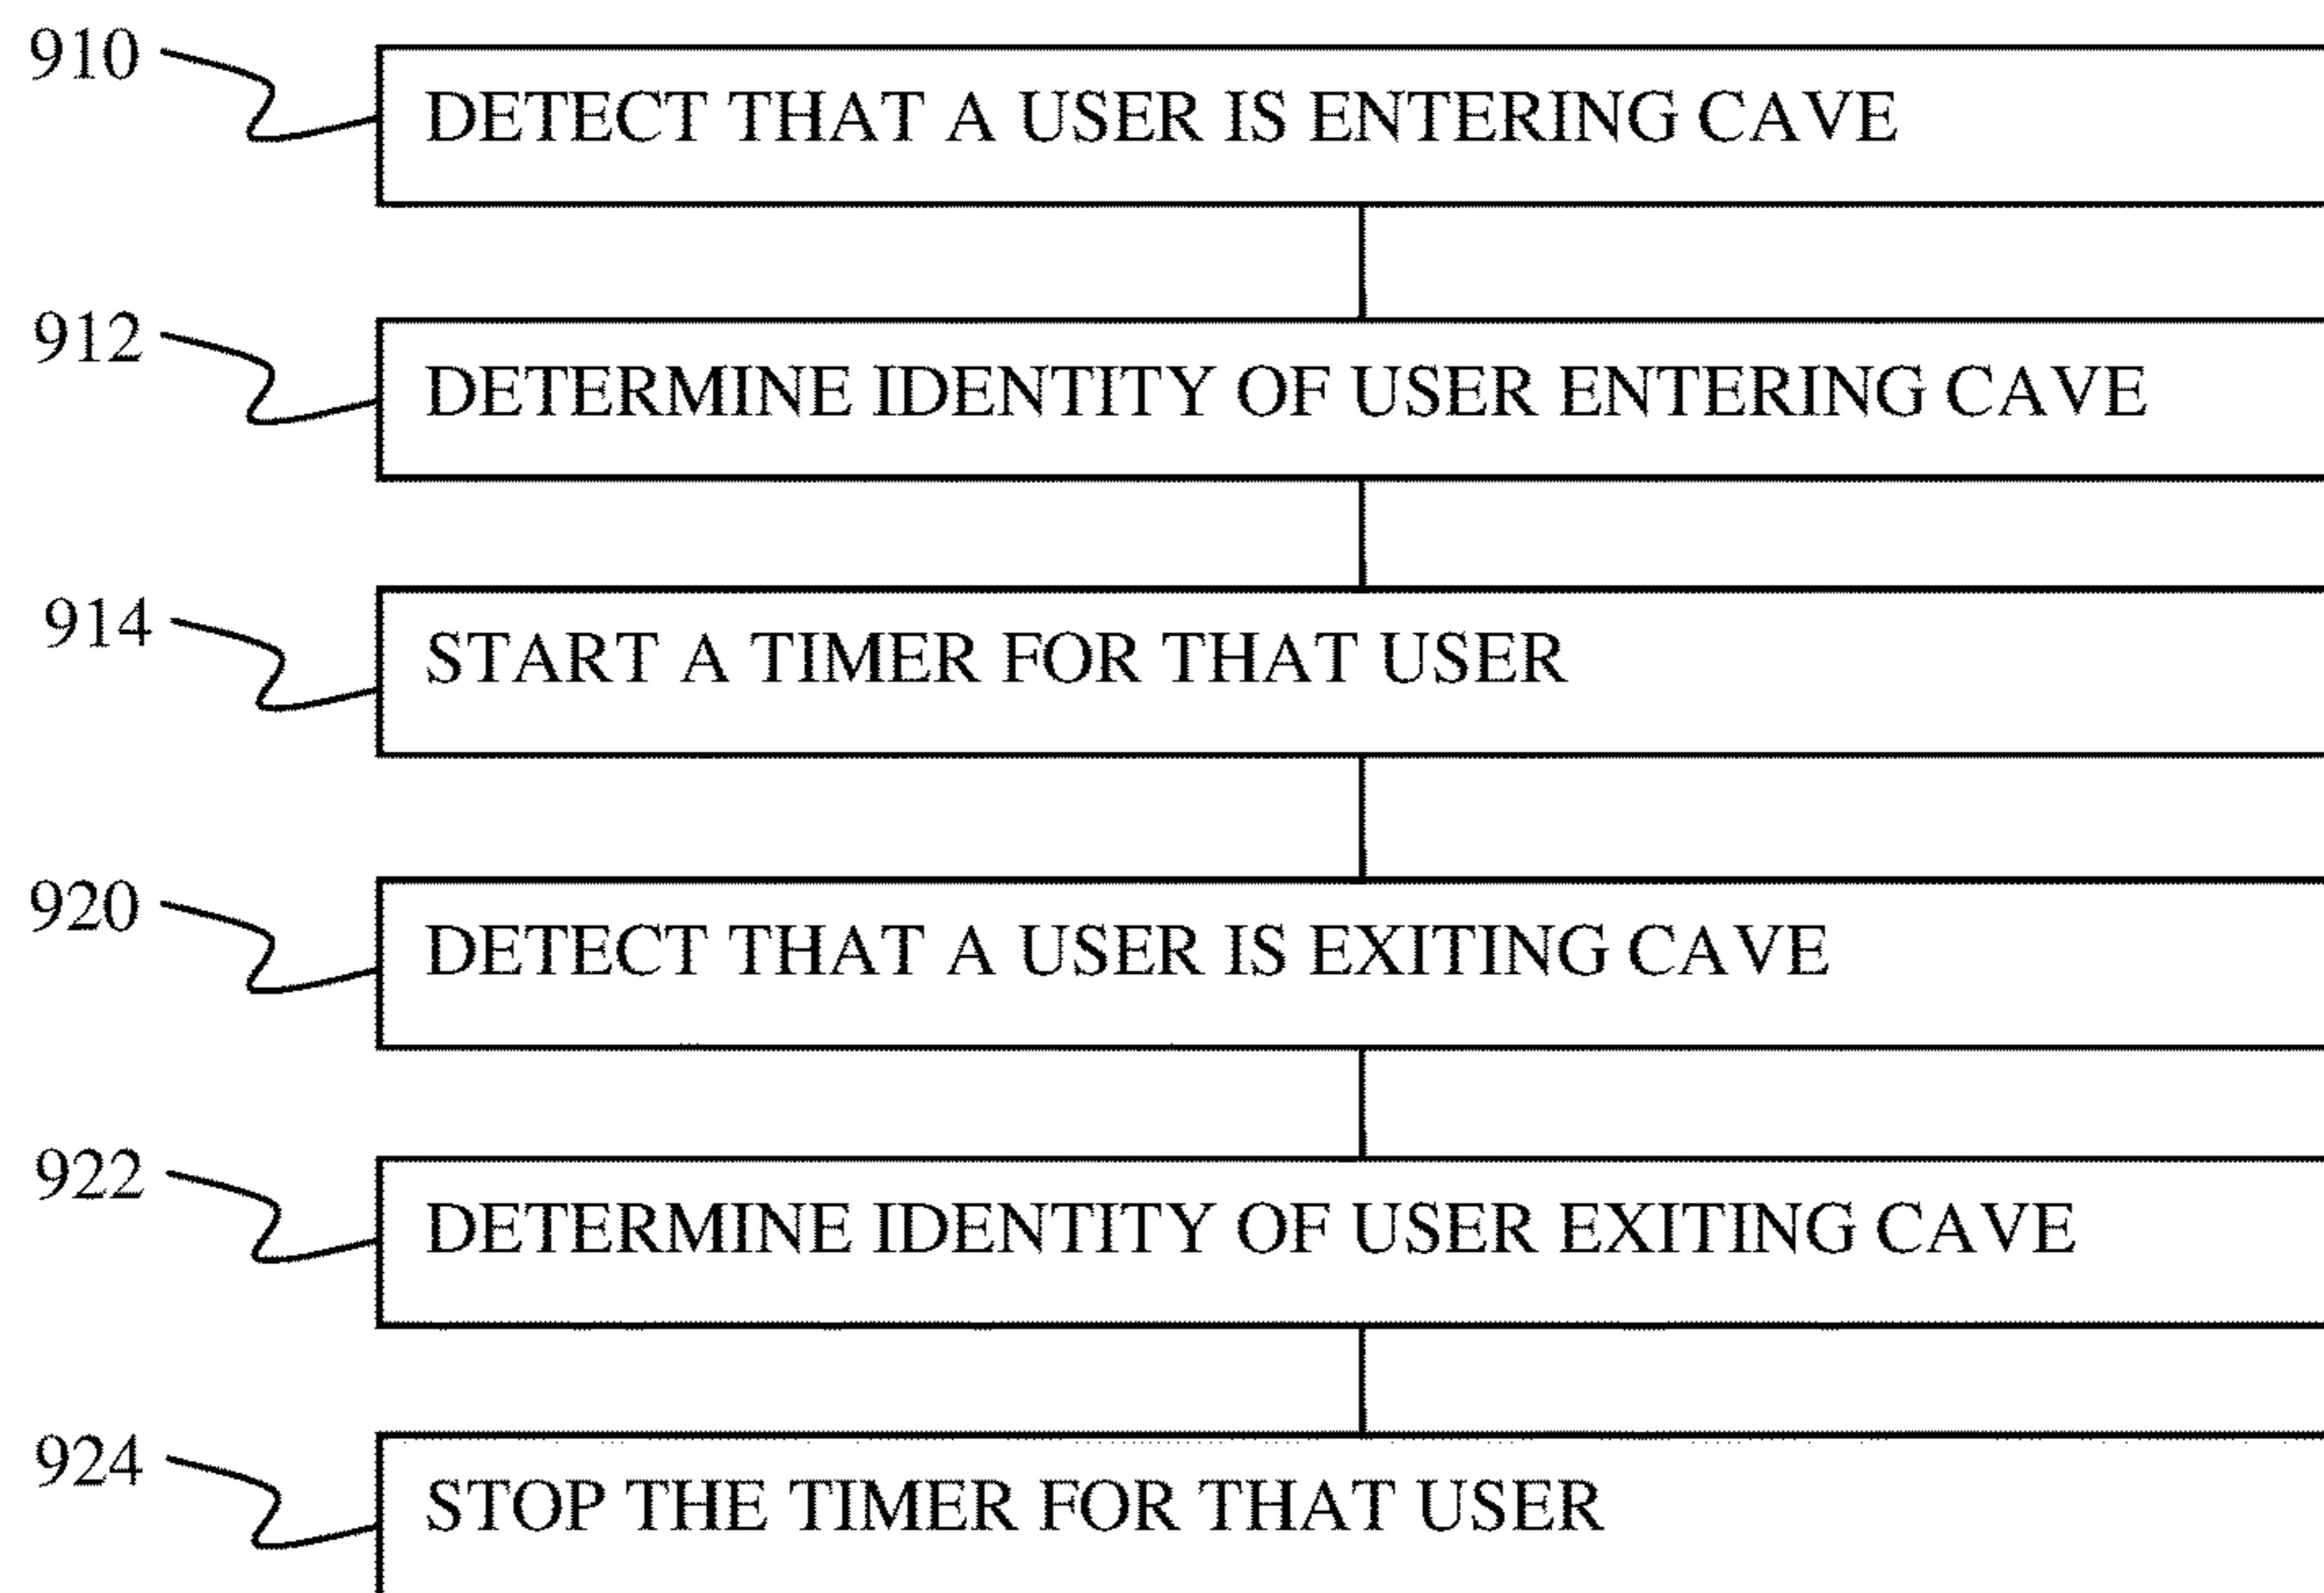 910
DETECT THAT A USER IS ENTERING CAVE
912
DETERMINE IDENTITY OF USER ENTERING CAVE
914
START A TIMER FOR THAT USER
920
DETECT THAT A USER IS EXITING CAVE
922
DETERMINE IDENTITY OF USER EXITING CAVE
924
STOP THE TIMER FOR THAT USER